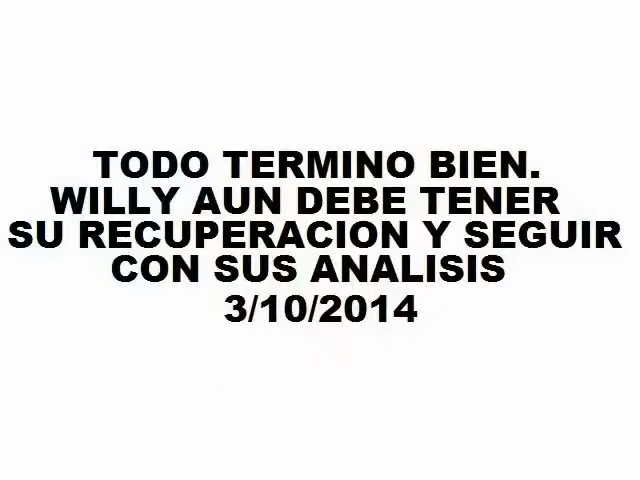 TODO TERMINO BIEN.
WILLY AUN DEBE TENER
SU RECUPERACION Y SEGUIR
CON SUS ANALISIS
3/10/2014